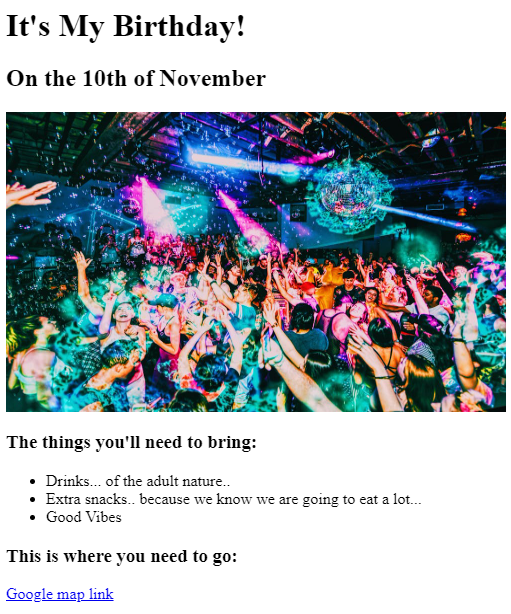 It's My Birthday!
On the 10th of November
The things you'll need to bring:
Drinks... of the adult nature..
Extra snacks.. because we know we are going to eat a lot...
Good Vibes
This is where you need to go:
Google map link